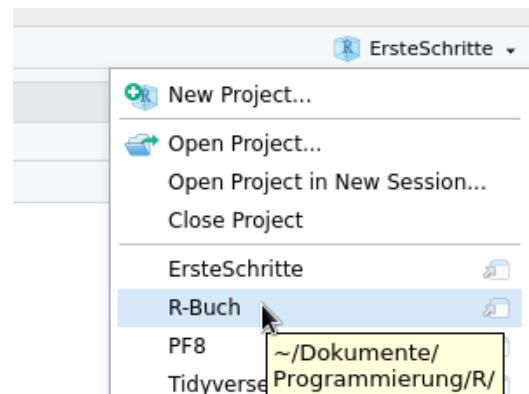 ErsteSchritte
New Project...
Open Project...
Open Project in New Session...
Close Project
ErsteSchritte
R-Buch
PF8
~/Dokumente/
Programmierung/R/
Tidyverse